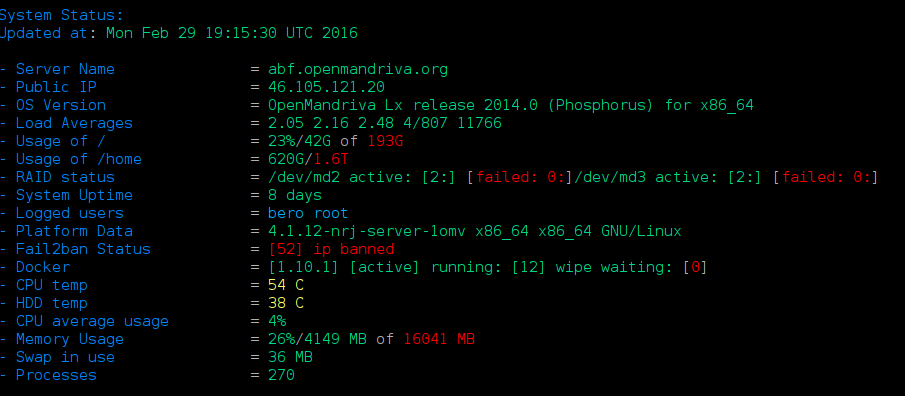 System Status:
Updated at: Mon Feb 29 19:15:30 UTC 2016
- Server Name = abf.openmandriva.org
- Public IP = 46.105.121.20
- OS Version = OpenMandriva Lx release 2014.0 (Phosphorus) for x86_64
- Load Averages = 2.05 2.16 2.48 4/807 11766
- Usage of / = 23%/42G of 193G
- Usage of /home = 620G/1.6T
- RAID status = /dev/md2 active: [2:] [failed: 0:]/dev/md3 active: [2:] [failed: 0:]
- System Uptime = 8 days
- Logged users = bero root
- Platform Data = 4.1.12-nrj-server-1omv x86_64 x86_64 GNU/Linux
- Fail2ban Status = [52] ip banned
- Docker = [1.10.1] [active] running: [12] wipe waiting: [0]
- CPU temp = 54 C
- HDD temp = 38 C
- CPU average usage = 4%
- Memory Usage = 26%/4149 MB of 16041 MB
- Swap in use = 36 MB
- Processes = 270